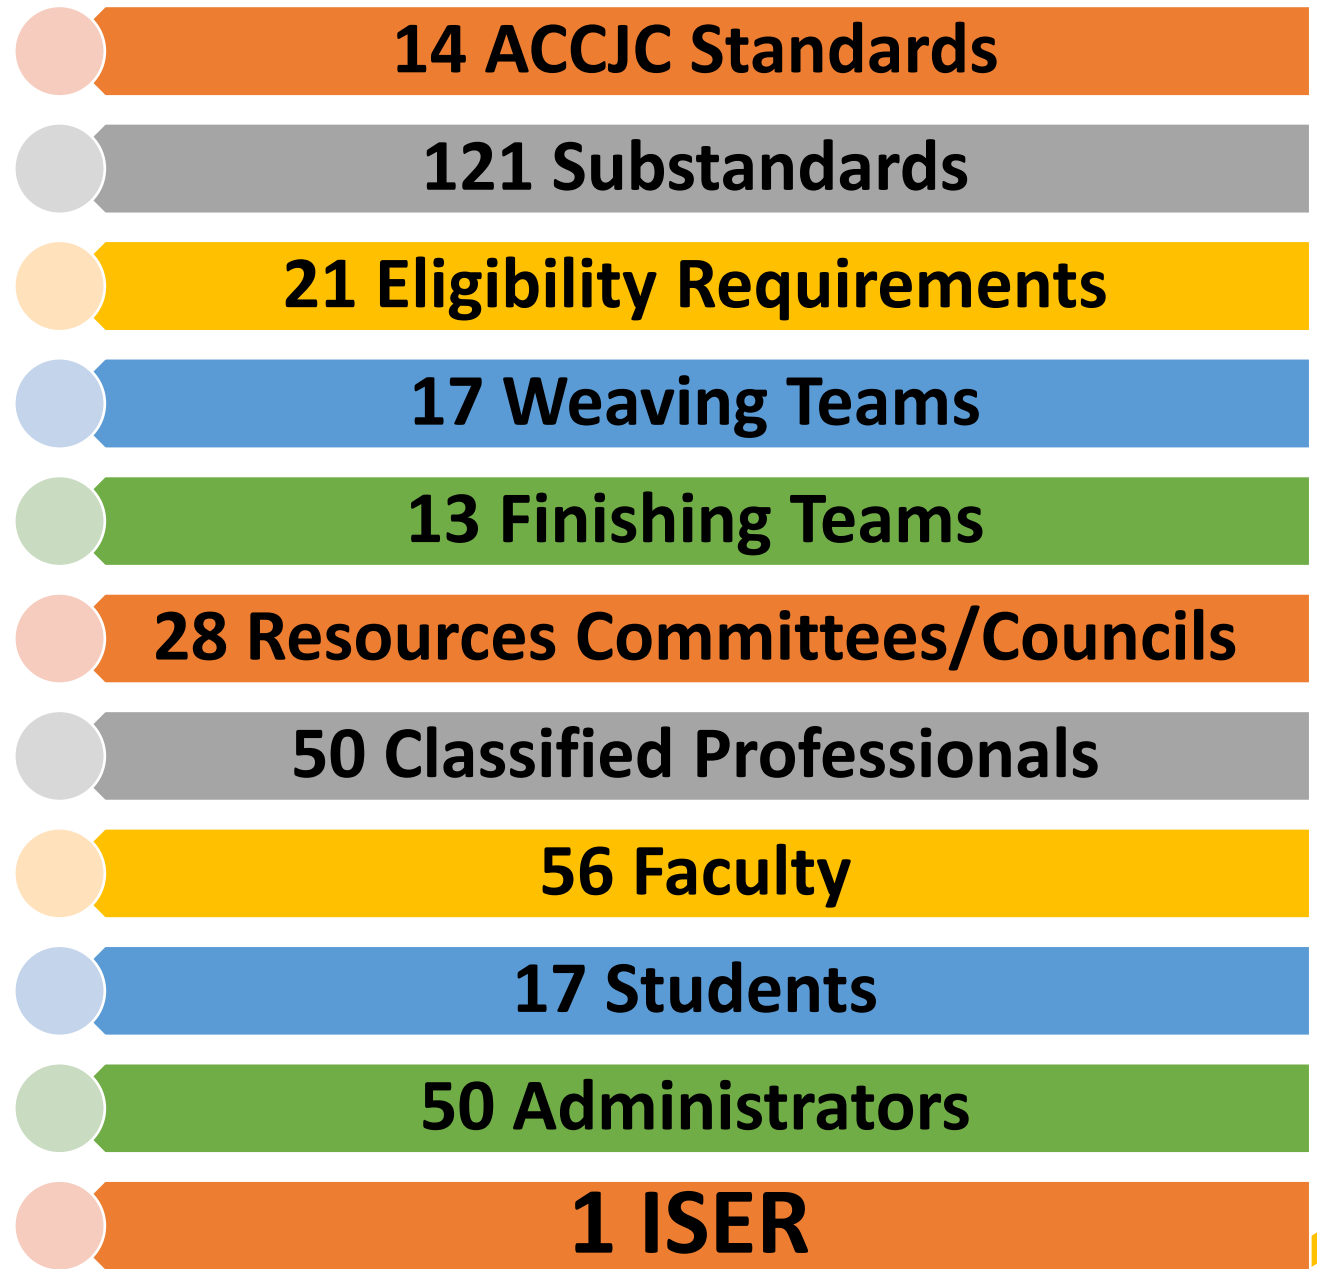 14 ACCJC Standards
121 Substandards
21 Eligibility Requirements
17 Weaving Teams
13 Finishing Teams
28 Resources Committees/Councils
50 Classified Professionals
56 Faculty
17 Students
50 Administrators
1 ISER